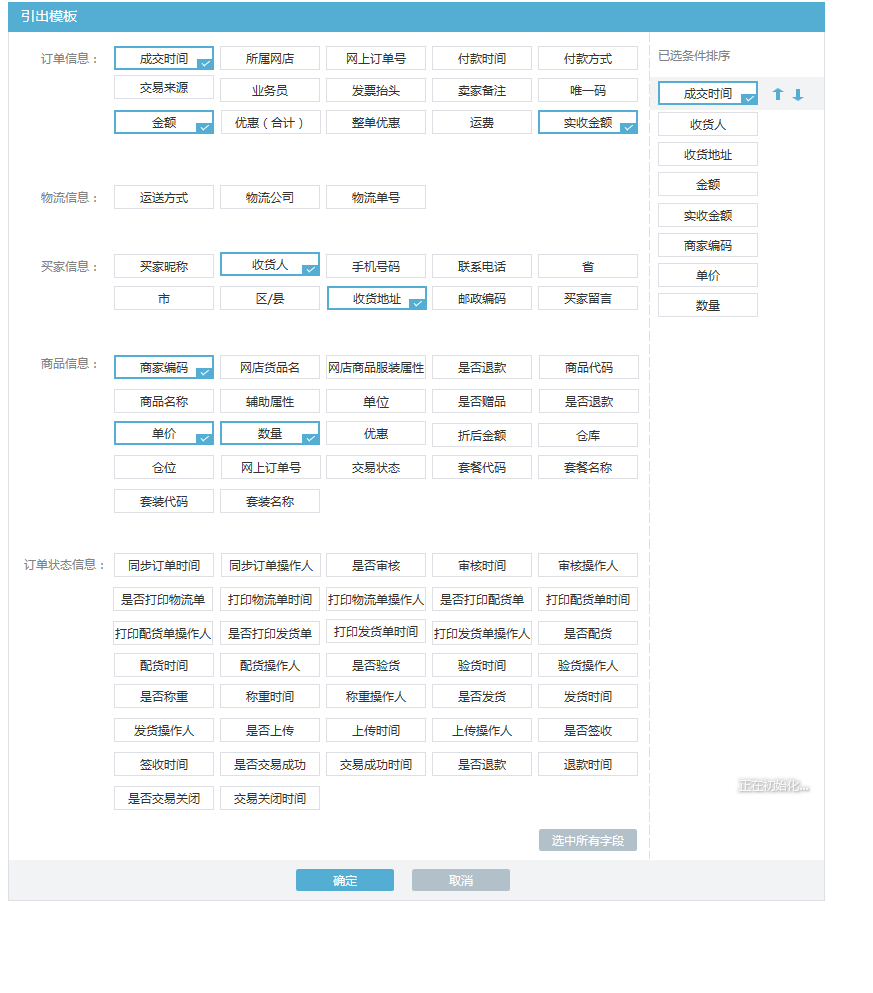 引出模板
订单信息： 成交时间 所属网店 网上订单号 付款时间 付款方式
交易来源 业务员 发票抬头 卖家备注 唯一码
金额 优惠（合计） 整单优惠 运费 实收金额
物流信息： 运送方式 物流公司 物流单号
买家信息： 买家昵称 收货人 手机号码 联系电话 省
市 区/县 收货地址 邮政编码 买家留言
商品信息： 商家编码 网店货品名 网店商品服装属性 是否退款 商品代码
商品名称 辅助属性 单位 是否赠品 是否退款
单价 数量 优惠 折后金额 仓库
仓位 网上订单号 交易状态 套餐代码 套餐名称
套装代码 套装名称
订单状态信息： 同步订单时间 同步订单操作人 是否审核 审核时间 审核操作人
是否打印物流单 打印物流单时间 打印物流单操作人 是否打印配货单 打印配货单时间
打印配货单操作人 是否打印发货单 打印发货单时间 打印发货单操作人 是否配货
配货时间 配货操作人 是否验货 验货时间 验货操作人
是否称重 称重时间 称重操作人 是否发货 发货时间
发货操作人 是否上传 上传时间 上传操作人 是否签收
签收时间 是否交易成功 交易成功时间 是否退款 退款时间
是否交易关闭 交易关闭时间
选中所有字段
已选条件排序
成交时间
收货人
收货地址
金额
实收金额
商家编码
单价
数量
正在初始化...
确定 取消